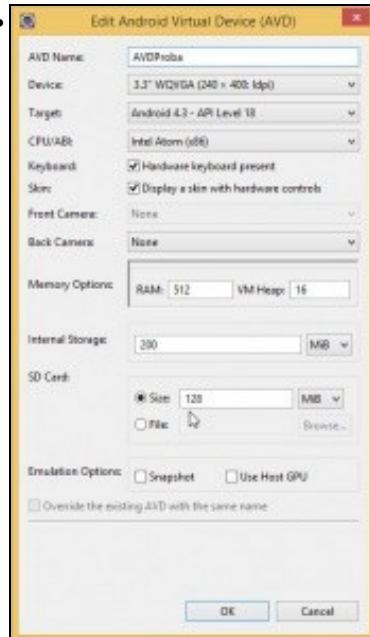 Edit Android Virtual Device (AVD)
AVD Name: AVDProba
Device: 3.3" WQVGA (240 × 400: ldpi)
Target: Android 4.3 - API Level 18
CPU/ABI: Intel Atom (x86)
Keyboard: Hardware keyboard present
Skin: Display a skin with hardware controls
Front Camera: None
Back Camera: None
Memory Options: RAM: 512 VM Heap: 16
Internal Storage: 200 MiB
SD Card:
Size: 128 MiB
File: Browse...
Emulation Options: Snapshot Use Host GPU
Override the existing AVD with the same name
OK Cancel